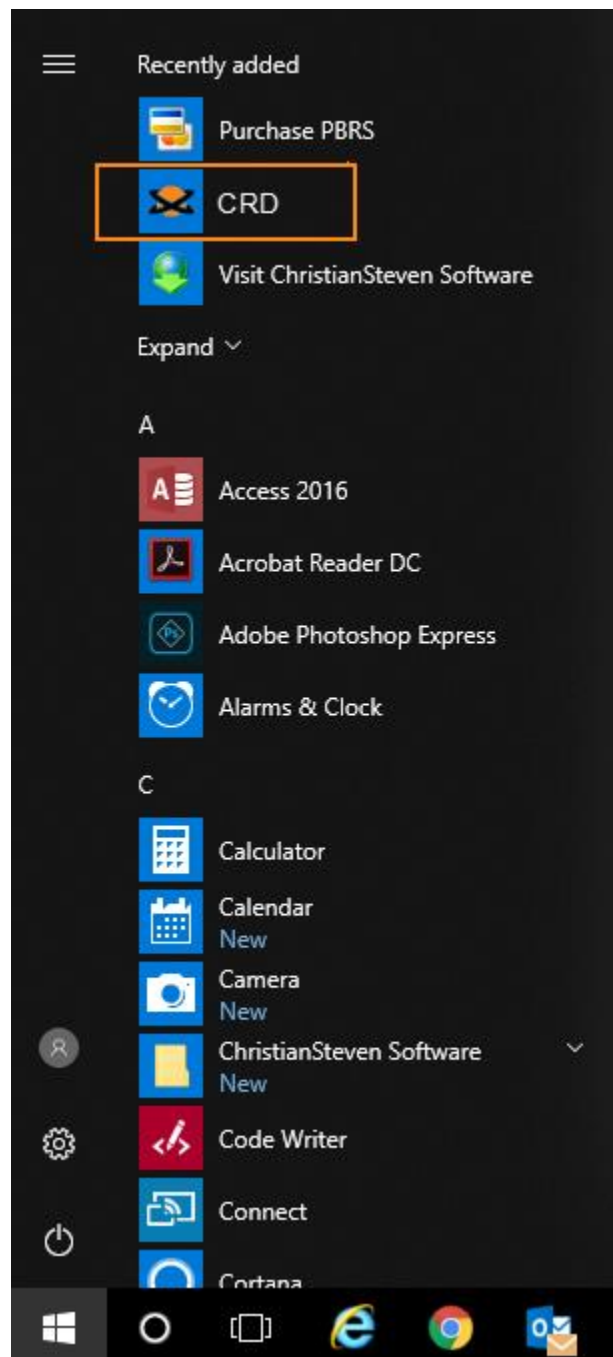 Recently added
Purchase PBRS
CRD
Visit ChristianSteven Software
Expand
A
Access 2016
Acrobat Reader DC
Adobe Photoshop Express
Alarms & Clock
C
Calculator
Calendar
New
Camera
New
ChristianSteven Software
New
Code Writer
Connect
Cortana